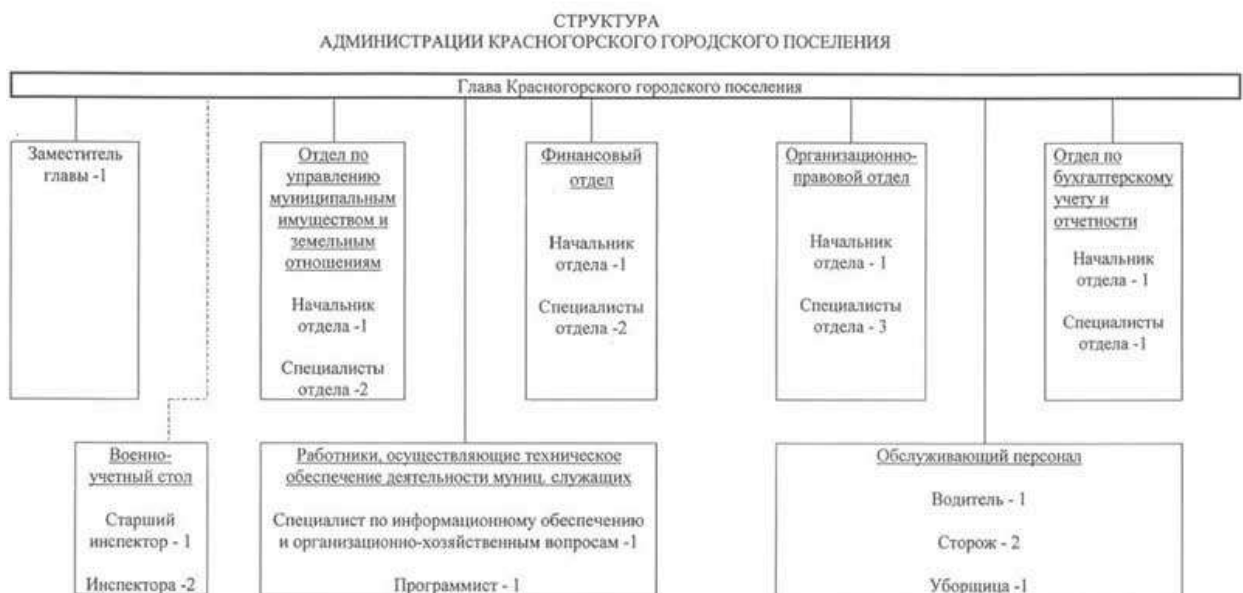 СТРУКТУРА
АДМИНИСТРАЦИИ КРАСНОГОРСКОГО ГОРОДСКОГО ПОСЕЛЕНИЯ
Глава Красногорского городского поселения
Заместитель
главы -1
Отдел по
управлению
муниципальным
имуществом и
земельным
отношениям
Начальник
отдела -1
Специалисты
отдела -2
Финансовый
отдел
Начальник
отдела -1
Специалисты
отдела -2
Организационно-
правовой отдел
Начальник
отдела - 1
Специалисты
отдела - 3
Отдел по
бухгалтерскому
учету и
отчетности
Начальник
отдела - 1
Специалисты
отдела -1
Военно-
учетный стол
Старший
инспектор - 1
Инспектора -2
Работники, осуществляющие техническое
обеспечение деятельности муниц. служащих
Специалист по информационному обеспечению
и организационно-хозяйственным вопросам -1
Программист - 1
Обслуживающий персонал
Водитель - 1
Сторож - 2
Уборщица -1